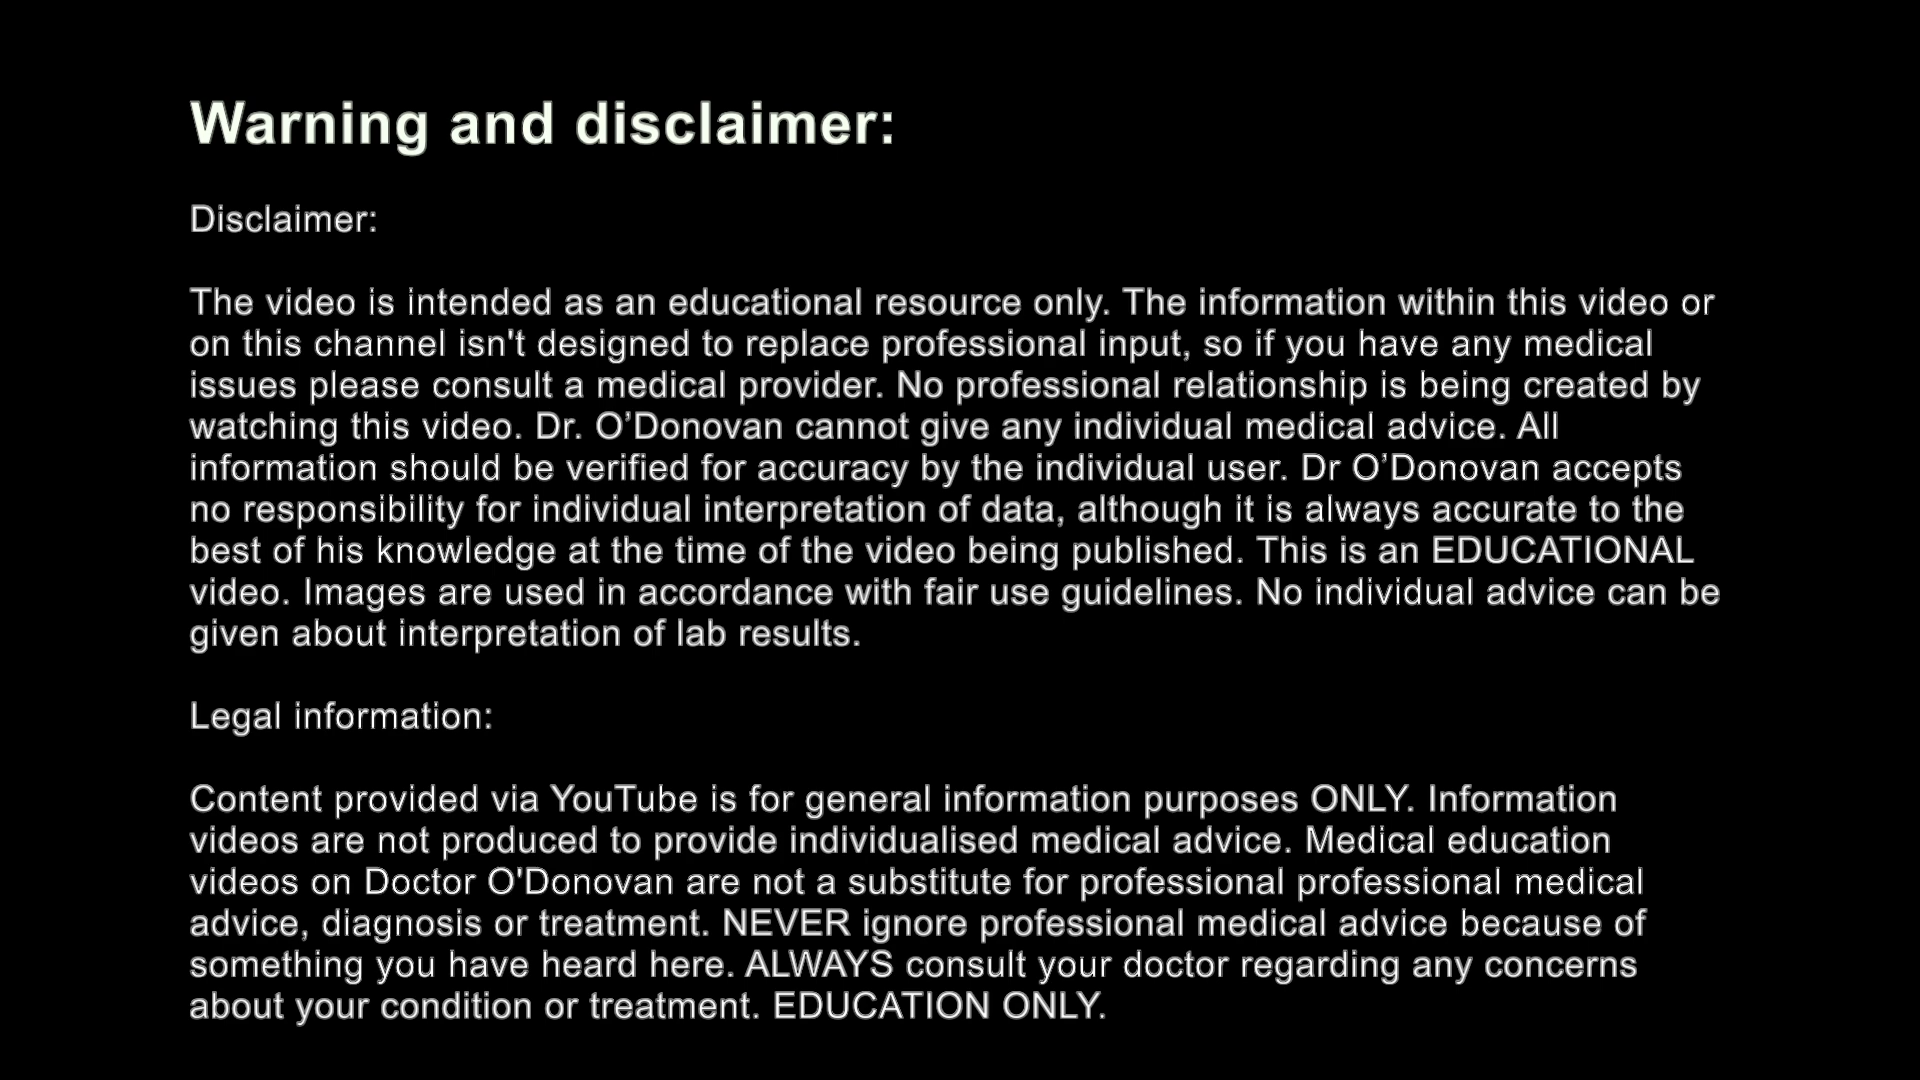 Warning and disclaimer:
Disclaimer:
The video is intended as an educational resource only. The information within this video or
on this channel isn't designed to replace professional input, so if you have any medical
issues please consult a medical provider. No professional relationship is being created by
watching this video. Dr. O’Donovan cannot give any individual medical advice. All
information should be verified for accuracy by the individual user. Dr O’Donovan accepts
no responsibility for individual interpretation of data, although it is always accurate to the
best of his knowledge at the time of the video being published. This is an EDUCATIONAL
video. Images are used in accordance with fair use guidelines. No individual advice can be
given about interpretation of lab results.
Legal information:
Content provided via YouTube is for general information purposes ONLY. Information
videos are not produced to provide individualised medical advice. Medical education
videos on Doctor O'Donovan are not a substitute for professional professional medical
advice, diagnosis or treatment. NEVER ignore professional medical advice because of
something you have heard here. ALWAYS consult your doctor regarding any concerns
about your condition or treatment. EDUCATION ONLY.